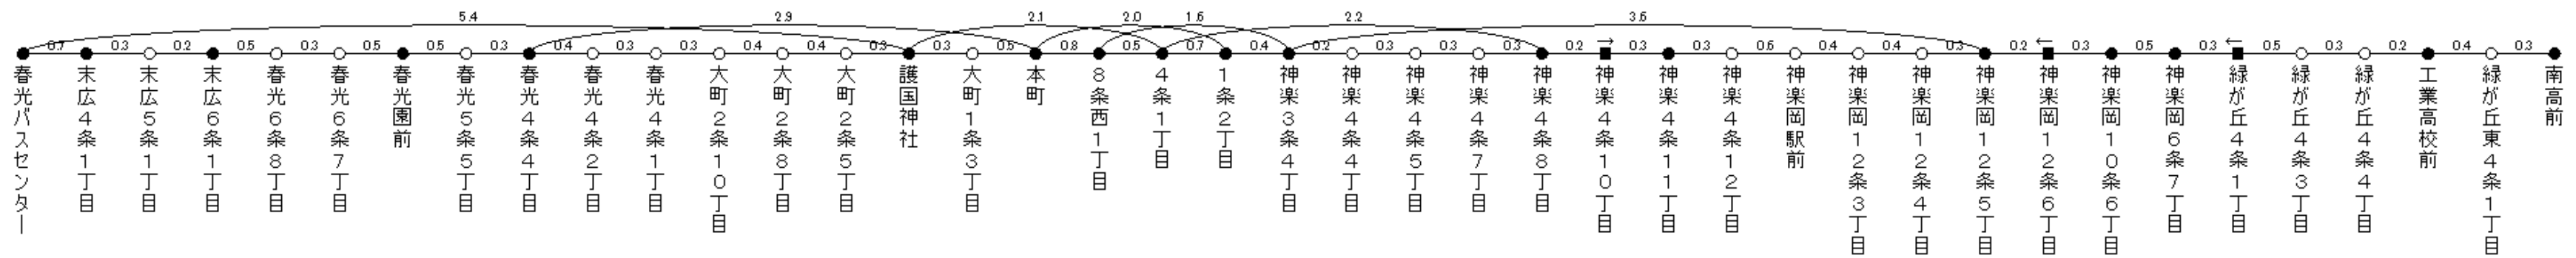 5.4 2.9 2.1 2.0 1.6 2.2 3.6
0.7 0.3 0.2 0.5 0.3 0.5 0.5 0.3 0.4 0.3 0.3 0.4 0.4 0.3 0.3 0.5 0.8 0.5 0.7 0.4 0.2 0.3 0.3 0.3 0.2 0.3 0.3 0.6 0.4 0.4 0.3 0.2 0.3 0.5 0.3 0.5 0.3 0.2 0.4 0.3
→
←
←
春光バスセンター
末広4条1丁目
末広5条1丁目
末広6条1丁目
春光6条8丁目
春光6条7丁目
春光園前
春光5条5丁目
春光4条4丁目
春光4条2丁目
春光4条1丁目
大町2条10丁目
大町2条8丁目
大町2条5丁目
護国神社
大町1条3丁目
本町
8条西1丁目
4条1丁目
1条2丁目
神楽3条4丁目
神楽4条4丁目
神楽4条5丁目
神楽4条7丁目
神楽4条8丁目
神楽4条10丁目
神楽4条11丁目
神楽4条12丁目
神楽岡駅前
神楽岡12条3丁目
神楽岡12条4丁目
神楽岡12条5丁目
神楽岡12条6丁目
神楽岡10条6丁目
神楽岡6条7丁目
緑が丘4条1丁目
緑が丘4条3丁目
緑が丘4条4丁目
工業高校前
緑が丘東4条1丁目
南高前